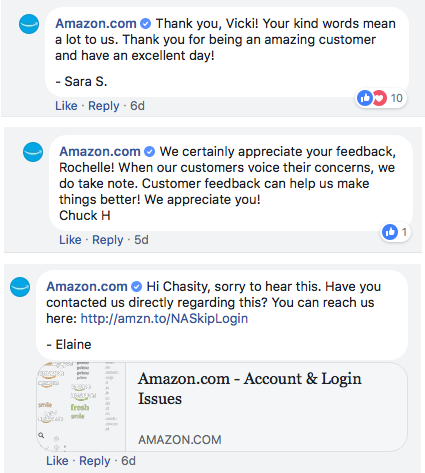 Amazon.com Thank you, Vicki! Your kind words mean
a lot to us. Thank you for being an amazing customer
and have an excellent day!
- Sara S.
10
Like · Reply · 6d
Amazon.com We certainly appreciate your feedback,
Rochelle! When our customers voice their concerns, we
do take note. Customer feedback can help us make
things better! We appreciate you!
Chuck H
1
Like · Reply · 5d
Amazon.com Hi Chasity, sorry to hear this. Have you
contacted us directly regarding this? You can reach us
here: http://amzn.to/NASkipLogin
- Elaine
smile
fresh
smile
Amazon.com - Account & Login
Issues
AMAZON.COM
Like · Reply · 6d